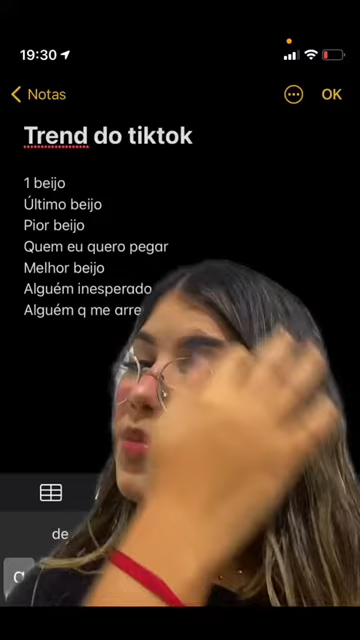 19:30
Notas
OK
Trend do tiktok
1 beijo
Último beijo
Pior beijo
Quem eu quero pegar
Melhor beijo
Alguém inesperado
Alguém q me
de